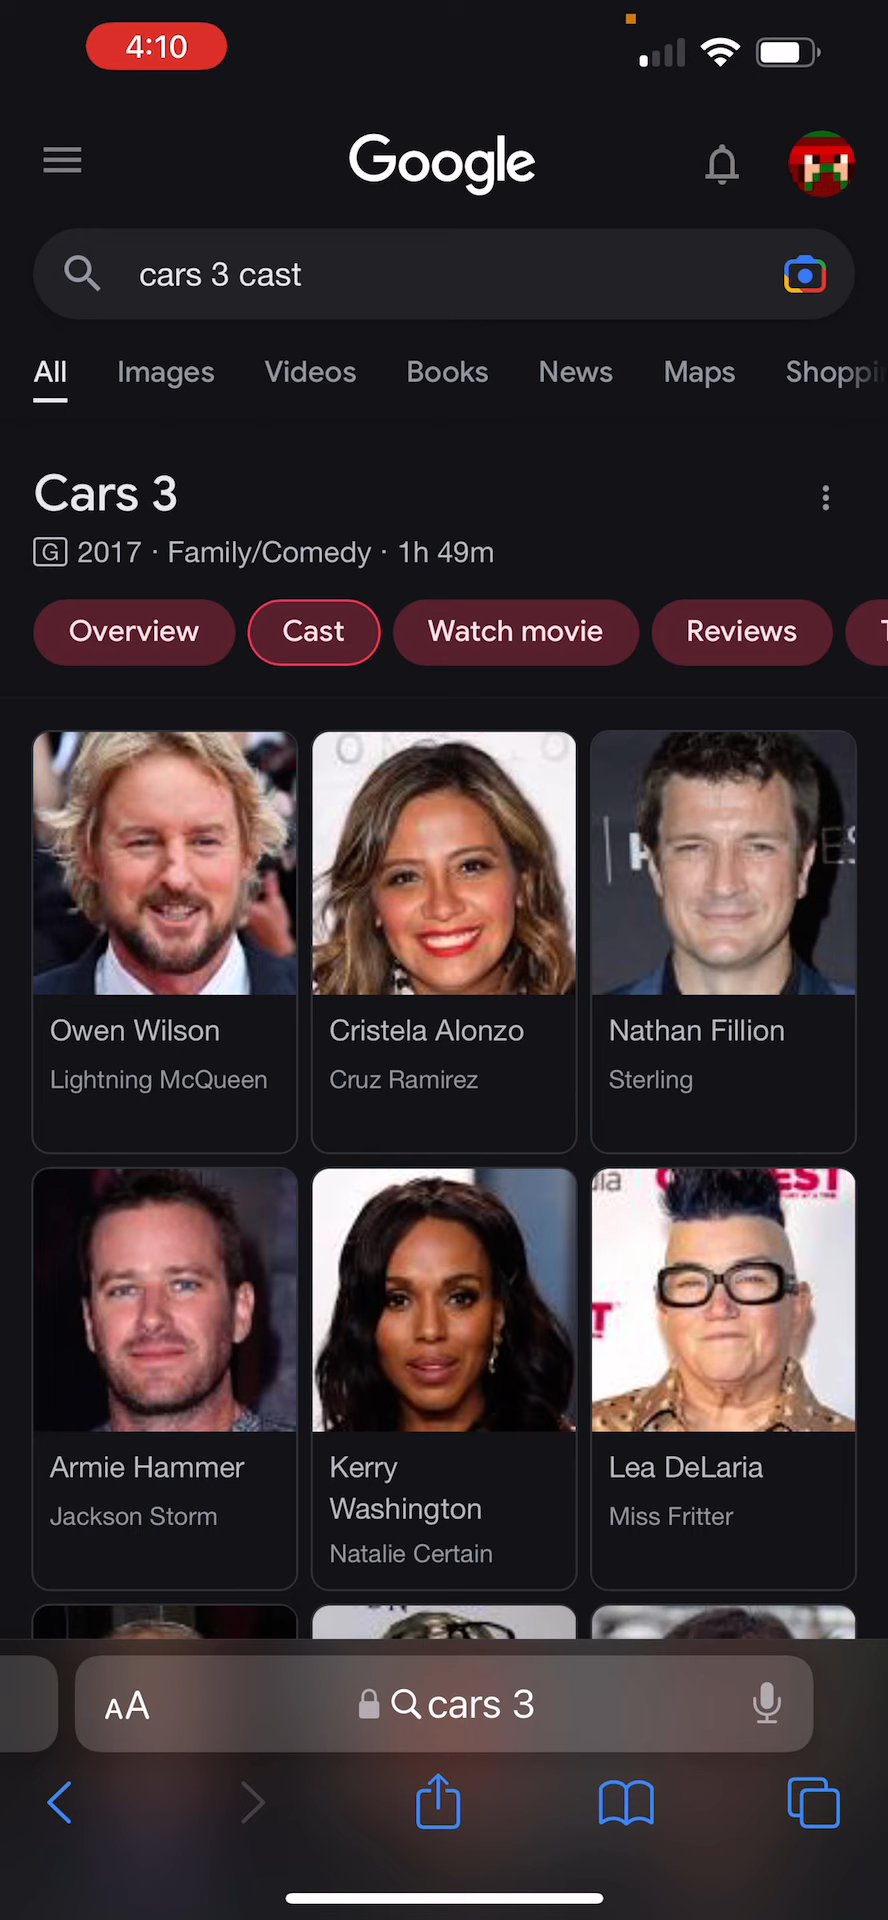 4:10
Google
cars 3 cast
All Images Videos Books News Maps Shoppi
Cars 3
G 2017 · Family/Comedy · 1h 49m
Overview Cast Watch movie Reviews
Owen Wilson
Lightning McQueen
Cristela Alonzo
Cruz Ramirez
Nathan Fillion
Sterling
Armie Hammer
Jackson Storm
Kerry
Washington
Natalie Certain
Lea DeLaria
Miss Fritter
AA cars 3